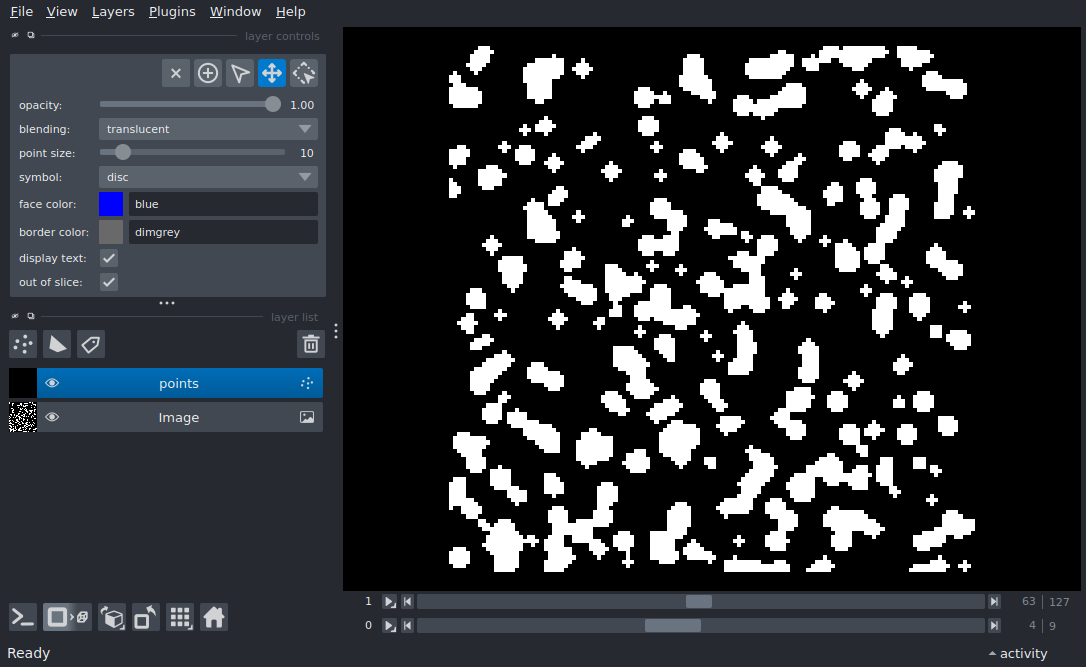 File View Layers Plugins Window Help
layer controls
opacity: 1.00
blending: translucent
point size: 10
symbol: disc
face color: blue
border color: dimgrey
display text:
out of slice:
layer list
points
Image
1 63 | 127
0 4 | 9
Ready activity